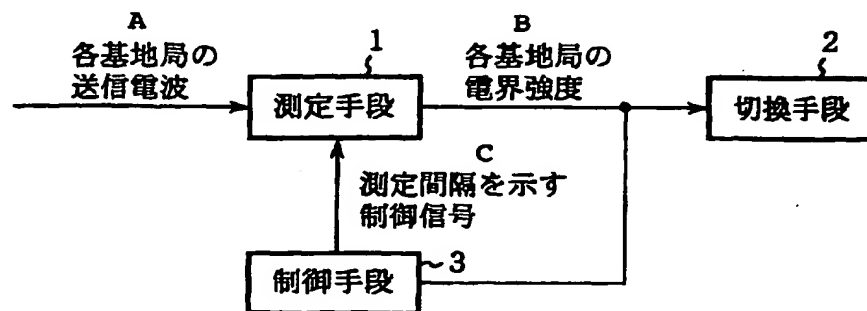 A
各基地局の
送信電波
1
測定手段
B
各基地局の
電界強度
2
切換手段
C
測定間隔を示す
制御信号
3
制御手段